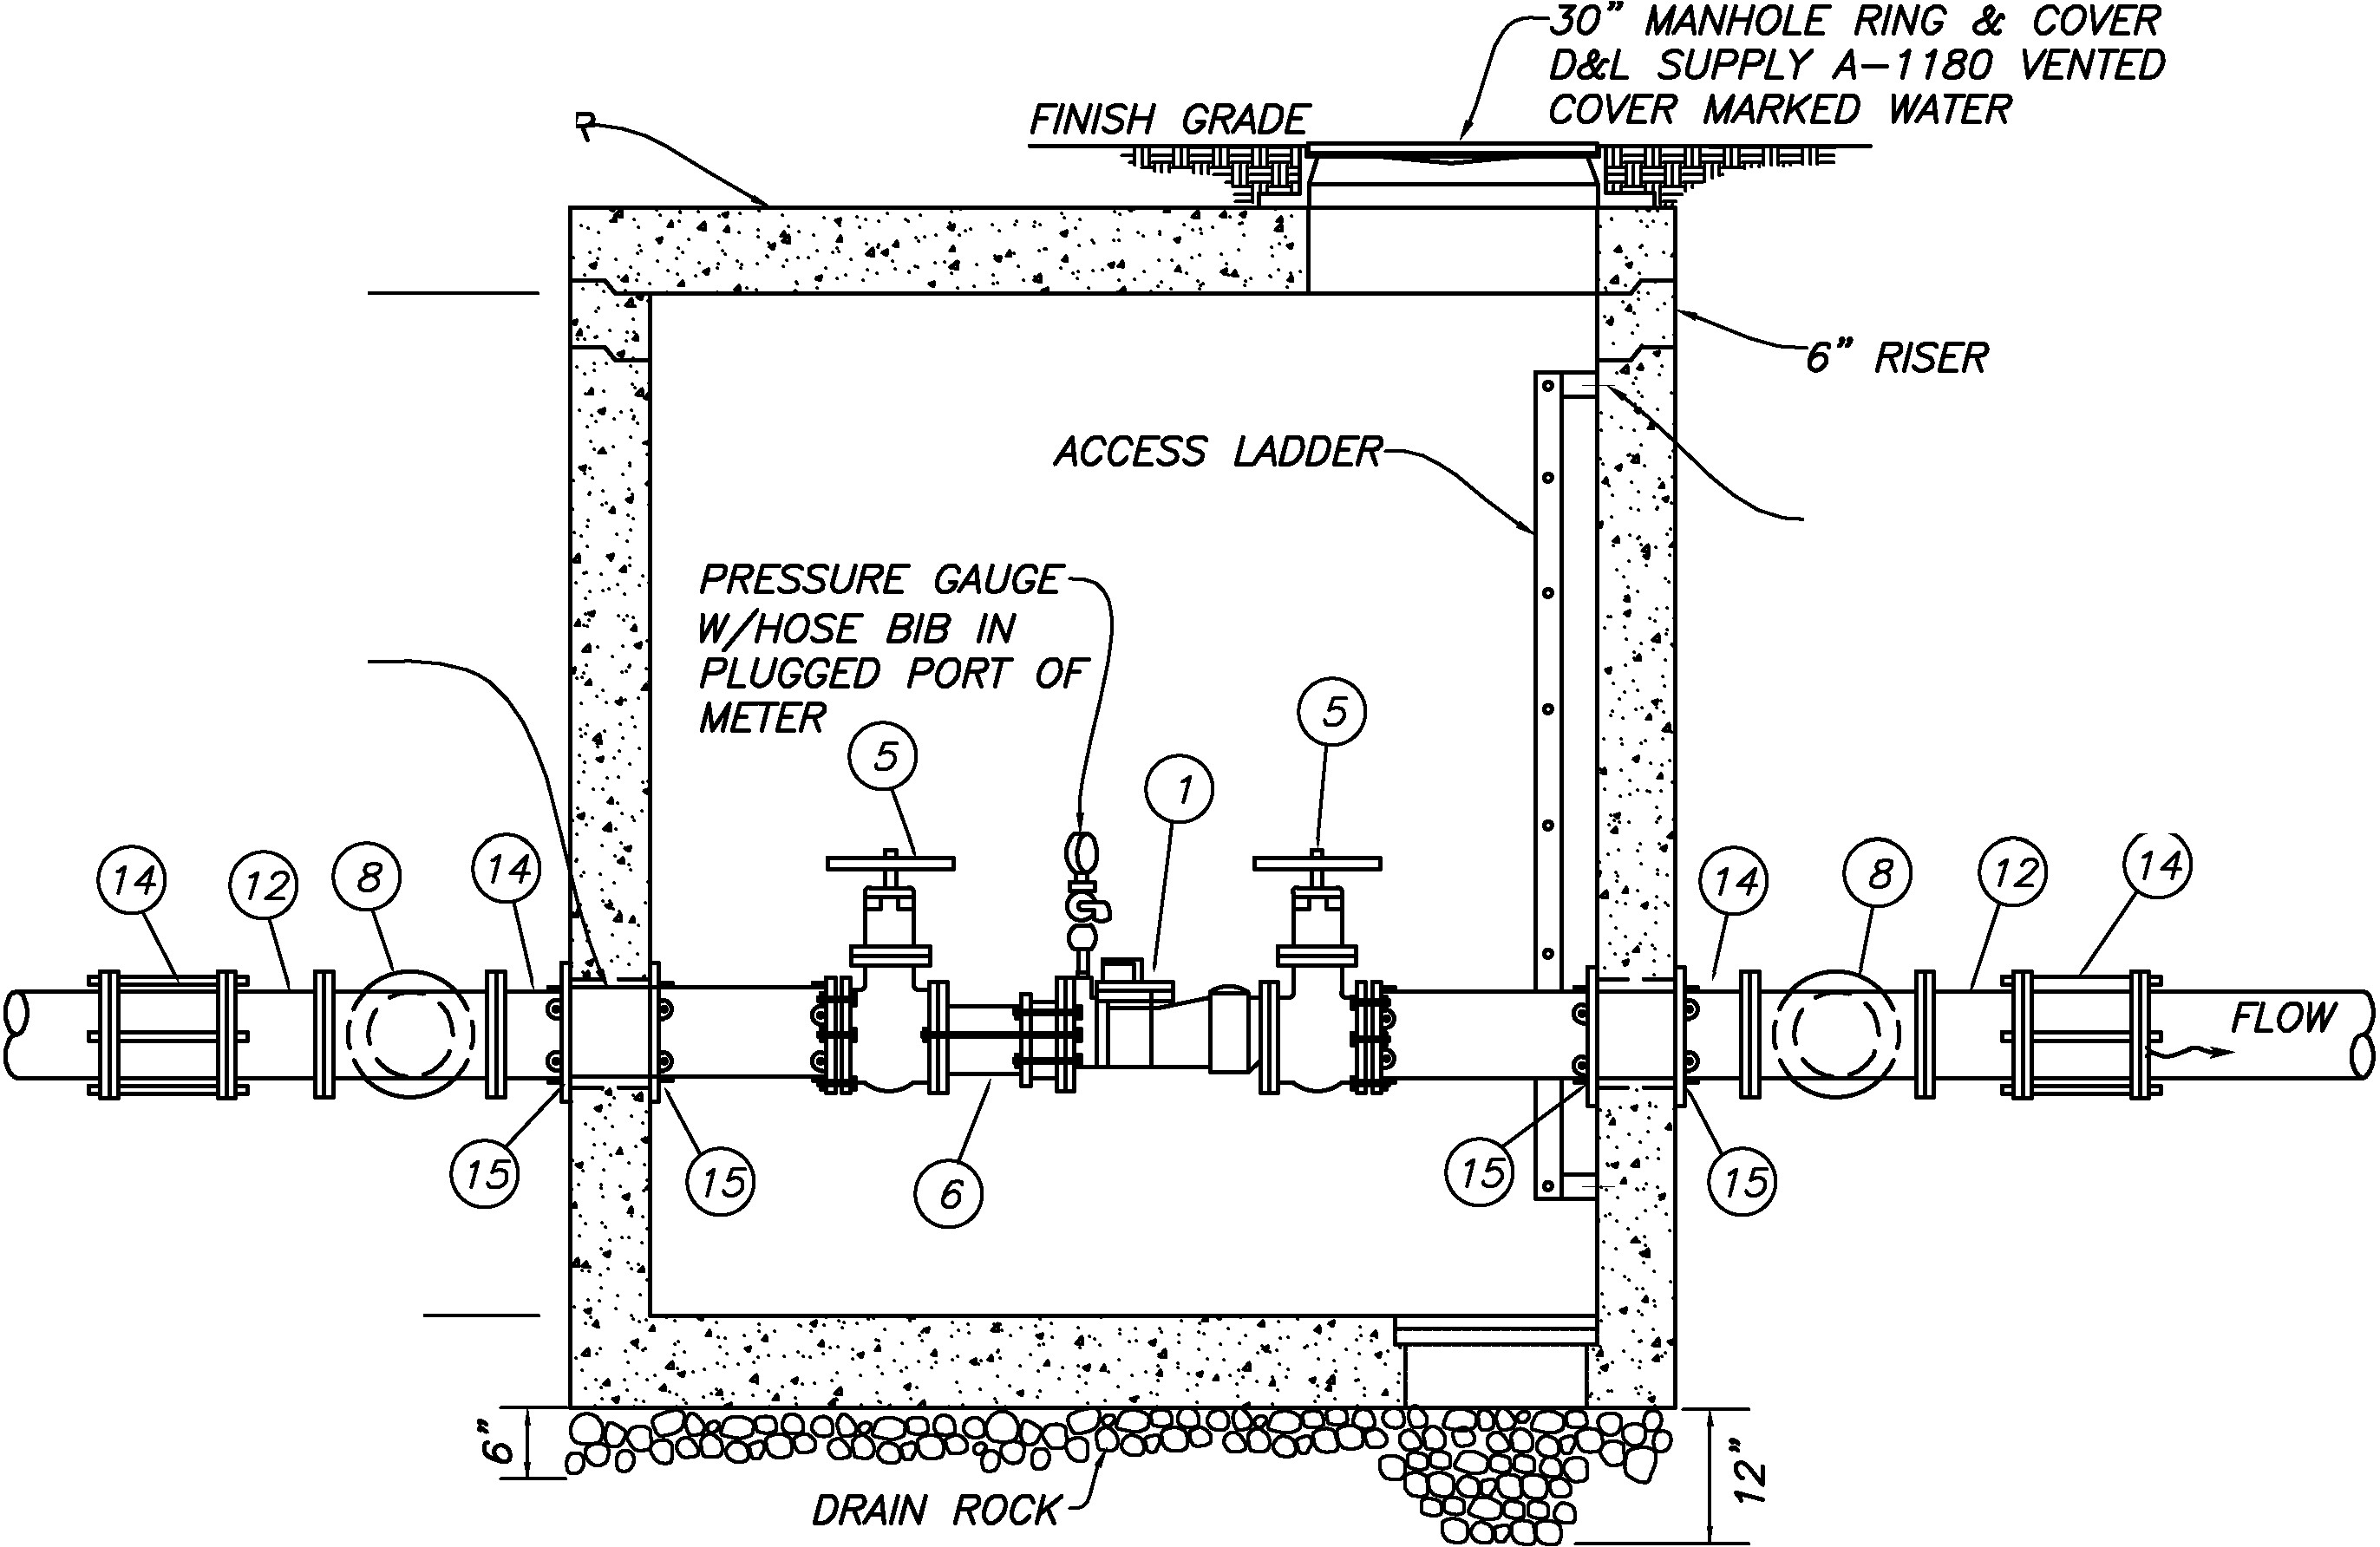 30” MANHOLE RING & COVER
D&L SUPPLY A-1180 VENTED
COVER MARKED WATER
FINISH GRADE
R
6” RISER
ACCESS LADDER
PRESSURE GAUGE
W/HOSE BIB IN
PLUGGED PORT OF
METER
5
5
1
14
12
8
14
14
8
12
14
FLOW
15
15
6
15
15
6”
DRAIN ROCK
12”